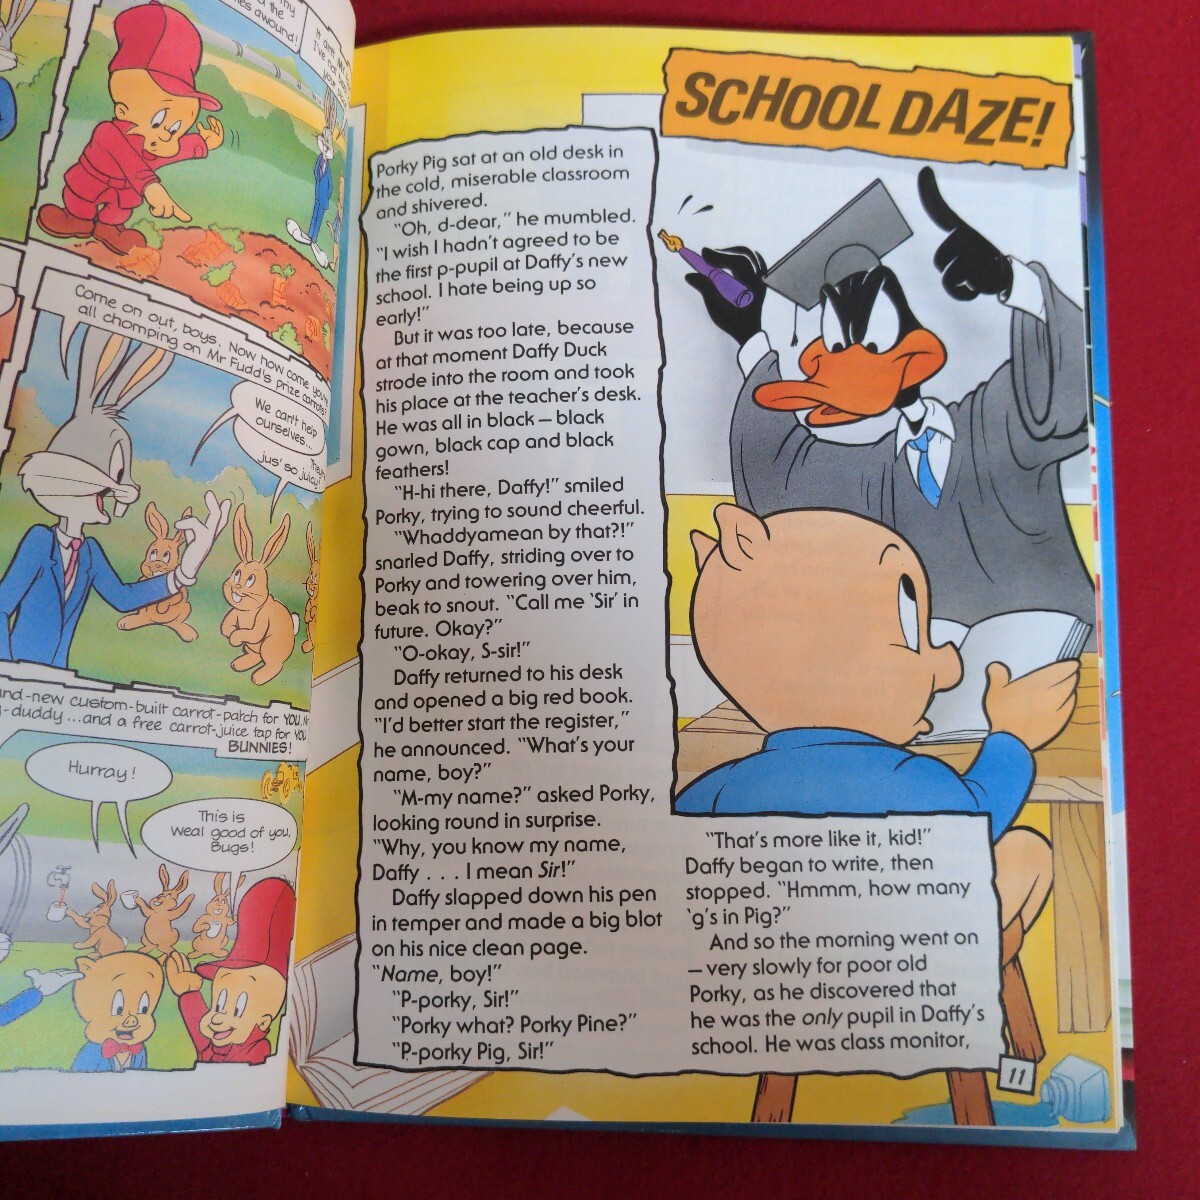 It ain't
I've
your
Come on out, boys. Now how come you're
all chomping on Mr Fudd's prize carrots?
We can't help
ourselves...
They're
jus' so juicy!
and-new custom-built carrot-patch for YOU, Mr
-duddy ...and a free carrot-juice tap for YOU
BUNNIES!
Hurray!
This is
weal good of you,
Bugs!
SCHOOL DAZE!
Porky Pig sat at an old desk in
the cold, miserable classroom
and shivered.
"Oh, d-dear," he mumbled.
"I wish I hadn't agreed to be
the first p-pupil at Daffy's new
school. I hate being up so
early!"
But it was too late, because
at that moment Daffy Duck
strode into the room and took
his place at the teacher's desk.
He was all in black – black
gown, black cap and black
feathers!
"H-hi there, Daffy!" smiled
Porky, trying to sound cheerful.
"Whaddyamean by that?!"
snarled Daffy, striding over to
Porky and towering over him,
beak to snout. "Call me 'Sir' in
future. Okay?"
"O-okay, S-sir!"
Daffy returned to his desk
and opened a big red book.
"I'd better start the register,"
he announced. "What's your
name, boy?"
"M-my name?" asked Porky,
looking round in surprise.
"Why, you know my name,
Daffy . . . I mean Sir!"
Daffy slapped down his pen
in temper and made a big blot
on his nice clean page.
"Name, boy!"
"P-porky, Sir!"
"Porky what? Porky Pine?"
"P-porky Pig, Sir!"
"That's more like it, kid!"
Daffy began to write, then
stopped. "Hmmm, how many
'g's in Pig?"
And so the morning went on
– very slowly for poor old
Porky, as he discovered that
he was the only pupil in Daffy's
school. He was class monitor,
11